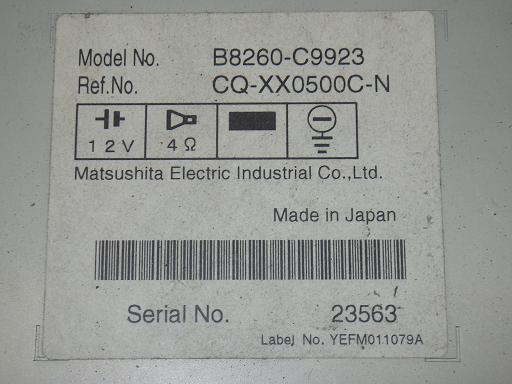 Model No. B8260-C9923
Ref.No. CQ-XX0500C-N
12V 4Ω
Matsushita Electric Industrial Co.,Ltd.
Made in Japan
Serial No. 23563
Label No. YEFM011079A